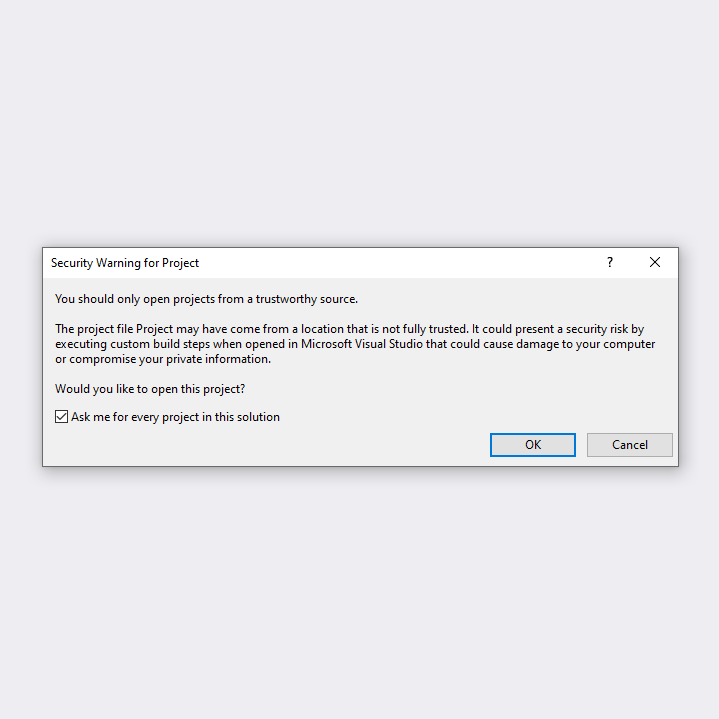 Security Warning for Project
?
You should only open projects from a trustworthy source.
The project file Project may have come from a location that is not fully trusted. It could present a security risk by
executing custom build steps when opened in Microsoft Visual Studio that could cause damage to your computer
or compromise your private information.
Would you like to open this project?
Ask me for every project in this solution
OK
Cancel